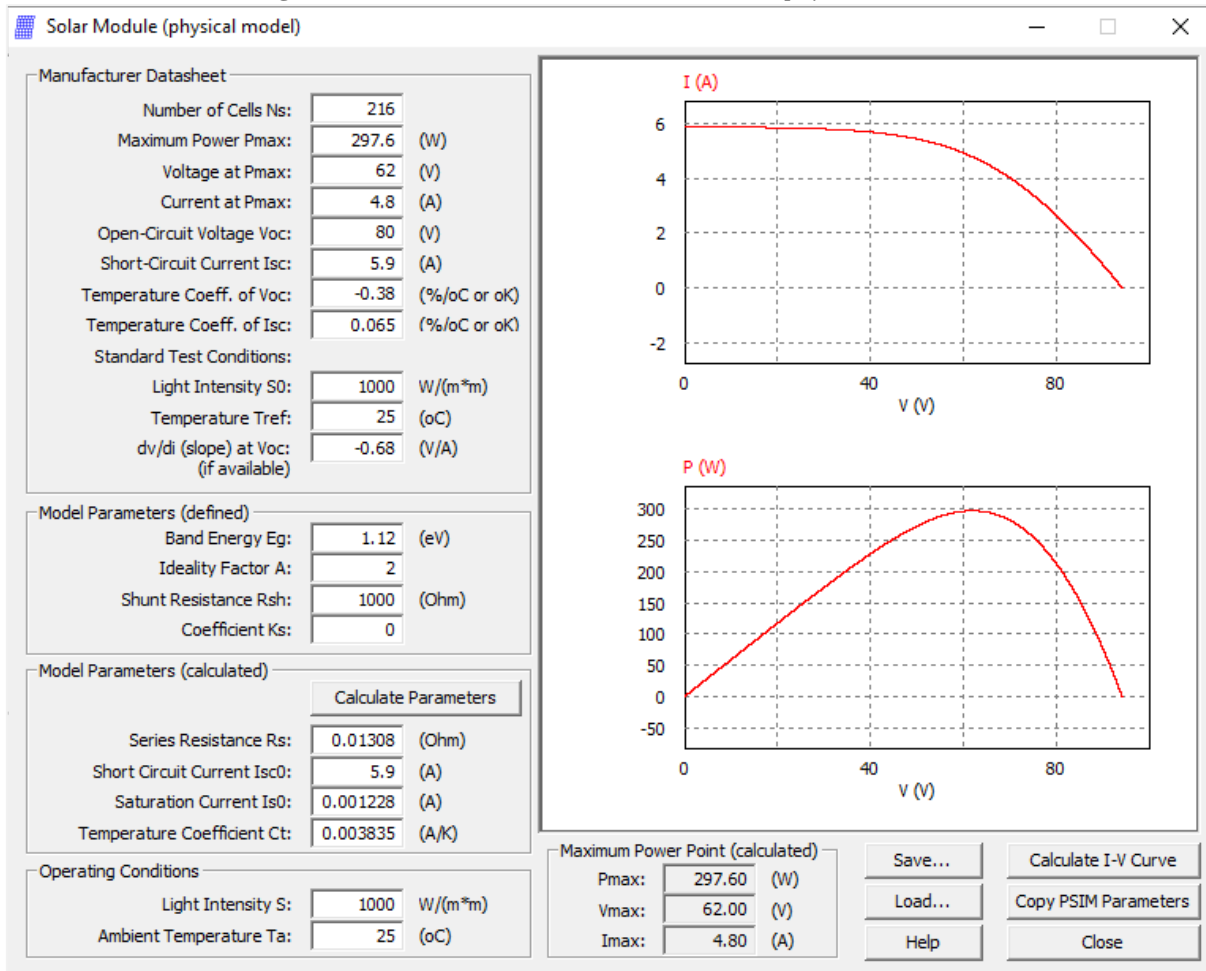 Solar Module (physical model)
Manufacturer Datasheet
Number of Cells Ns: 216
Maximum Power Pmax: 297.6 (W)
Voltage at Pmax: 62 (V)
Current at Pmax: 4.8 (A)
Open-Circuit Voltage Voc: 80 (V)
Short-Circuit Current Isc: 5.9 (A)
Temperature Coeff. of Voc: -0.38 (%/oC or oK)
Temperature Coeff. of Isc: 0.065 (%/oC or oK)
Standard Test Conditions:
Light Intensity S0: 1000 W/(m*m)
Temperature Tref: 25 (oC)
dv/di (slope) at Voc: -0.68 (V/A)
(if available)
Model Parameters (defined)
Band Energy Eg: 1.12 (eV)
Ideality Factor A: 2
Shunt Resistance Rsh: 1000 (Ohm)
Coefficient Ks: 0
Model Parameters (calculated)
Calculate Parameters
Series Resistance Rs: 0.01308 (Ohm)
Short Circuit Current Isc0: 5.9 (A)
Saturation Current Is0: 0.001228 (A)
Temperature Coefficient Ct: 0.003835 (A/K)
Operating Conditions
Light Intensity S: 1000 W/(m*m)
Ambient Temperature Ta: 25 (oC)
I (A)
6
4
2
0
-2
0 40 80
V (V)
P (W)
300
250
200
150
100
50
0
-50
0 40 80
V (V)
Maximum Power Point (calculated)
Pmax: 297.60 (W)
Vmax: 62.00 (V)
Imax: 4.80 (A)
Save... Calculate I-V Curve
Load... Copy PSIM Parameters
Help Close